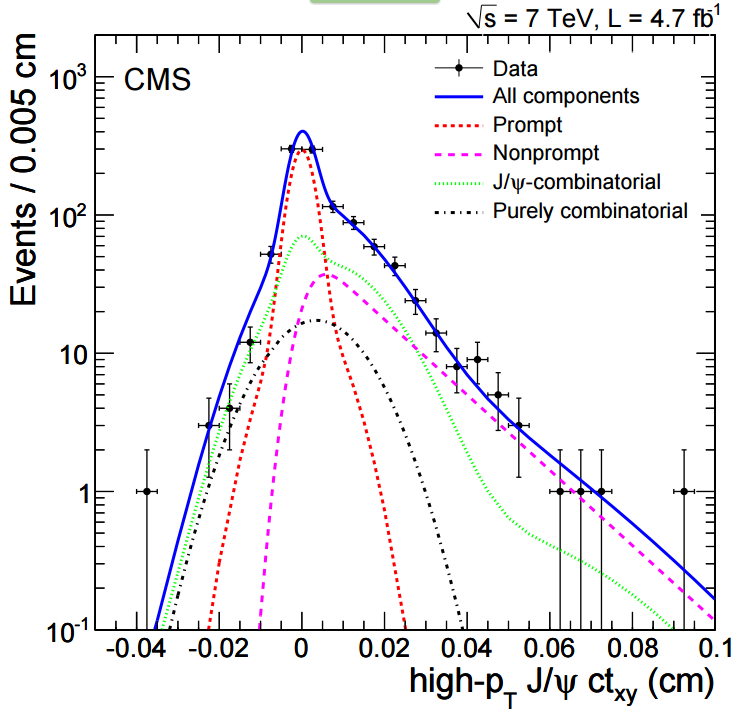 √s = 7 TeV, L = 4.7 fb⁻¹
CMS
Data
All components
Prompt
Nonprompt
J/ψ-combinatorial
Purely combinatorial
Events / 0.005 cm
10³
10²
10
1
10⁻¹
-0.04 -0.02 0 0.02 0.04 0.06 0.08 0.1
high-p_T J/ψ ct_xy (cm)